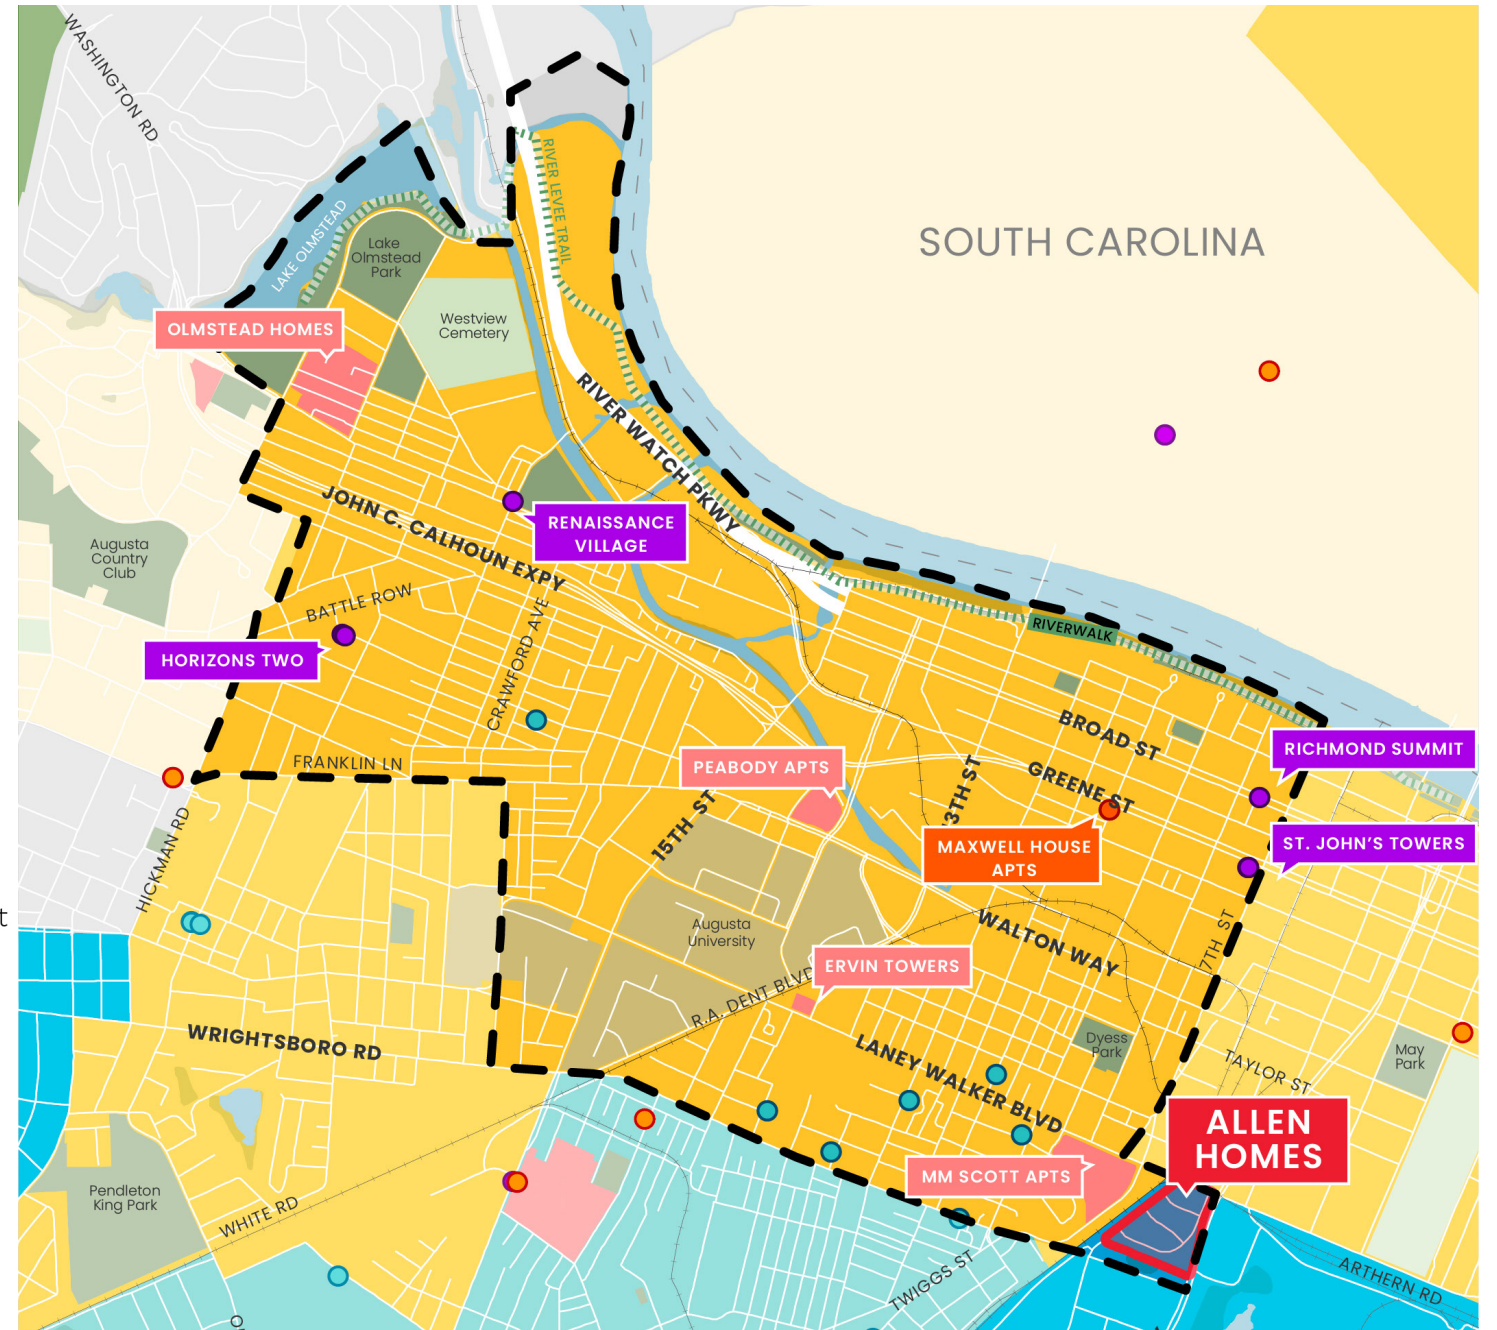 WASHINGTON RD
RIVER LEVEE TRAIL
LAKE OLMSTEAD
Lake
Olmstead
Park
SOUTH CAROLINA
OLMSTEAD HOMES
Westview
Cemetery
RIVER WATCH PKWY
JOHN C. CALHOUN EXPY
RENAISSANCE
VILLAGE
Augusta
Country
Club
BATTLE ROW
CRAWFORD AVE
RIVERWALK
HORIZONS TWO
BROAD ST
RICHMOND SUMMIT
FRANKLIN LN
PEABODY APTS
GREENE ST
13TH ST
15TH ST
HICKMAN RD
MAXWELL HOUSE
APTS
ST. JOHN'S TOWERS
t
Augusta
University
WALTON WAY
7TH ST
ERVIN TOWERS
R.A. DENT BLVD
WRIGHTSBORO RD
LANEY WALKER BLVD
Dyess
Park
May
Park
TAYLOR ST
ALLEN
HOMES
MM SCOTT APTS
Pendleton
King Park
WHITE RD
TWIGGS ST
ARTHERN RD